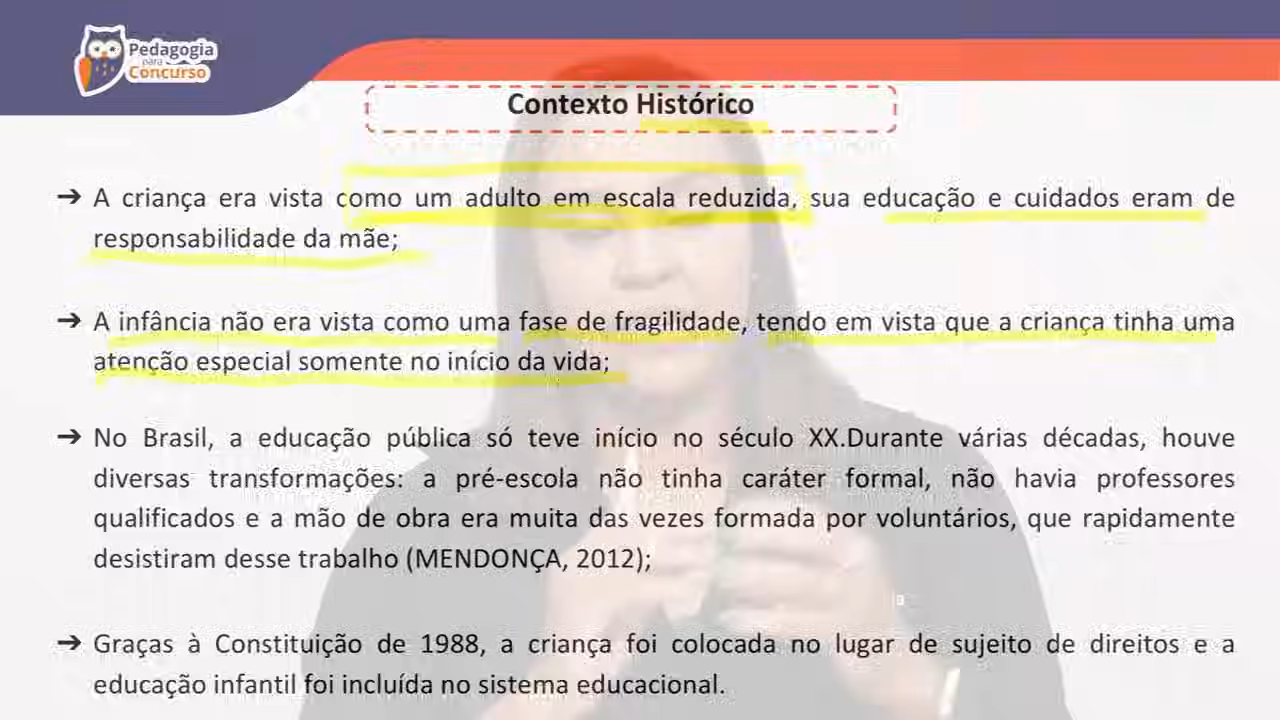 Pedagogia
para
Concurso
Contexto Histórico
➔ A criança era vista como um adulto em escala reduzida, sua educação e cuidados eram de
responsabilidade da mãe;
➔ A infância não era vista como uma fase de fragilidade, tendo em vista que a criança tinha uma
atenção especial somente no início da vida;
➔ No Brasil, a educação pública só teve início no século XX.Durante várias décadas, houve
diversas transformações: a pré-escola não tinha caráter formal, não havia professores
qualificados e a mão de obra era muita das vezes formada por voluntários, que rapidamente
desistiram desse trabalho (MENDONÇA, 2012);
➔ Graças à Constituição de 1988, a criança foi colocada no lugar de sujeito de direitos e a
educação infantil foi incluída no sistema educacional.